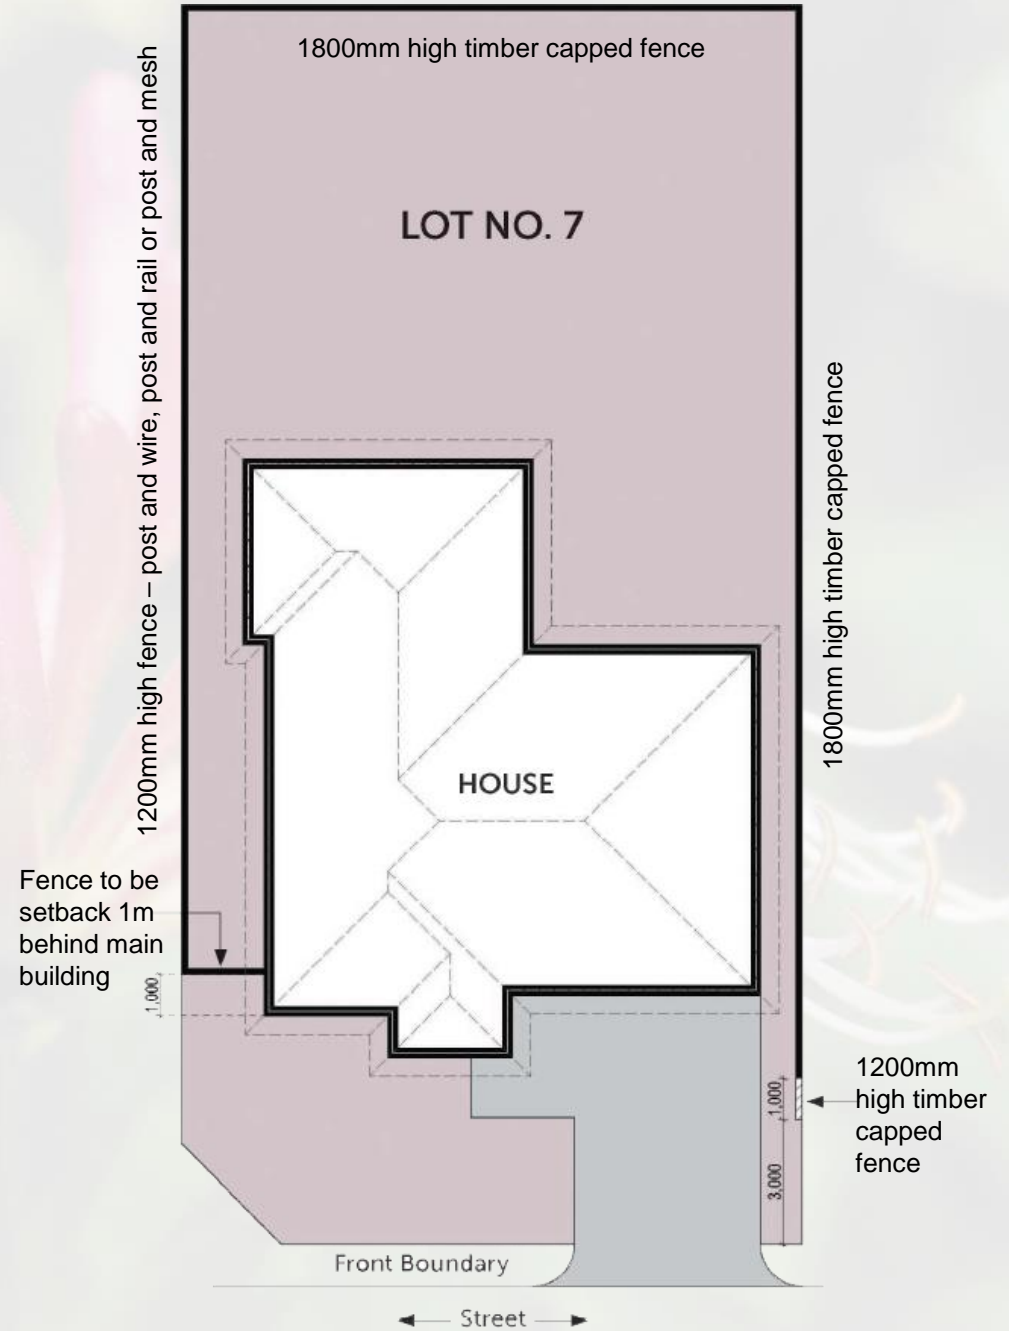 1800mm high timber capped fence
1200mm high fence – post and wire, post and rail or post and mesh
LOT NO. 7
1800mm high timber capped fence
HOUSE
Fence to be
setback 1m
behind main
building
1,000
1,000
1200mm
high timber
capped
fence
3,000
Front Boundary
Street